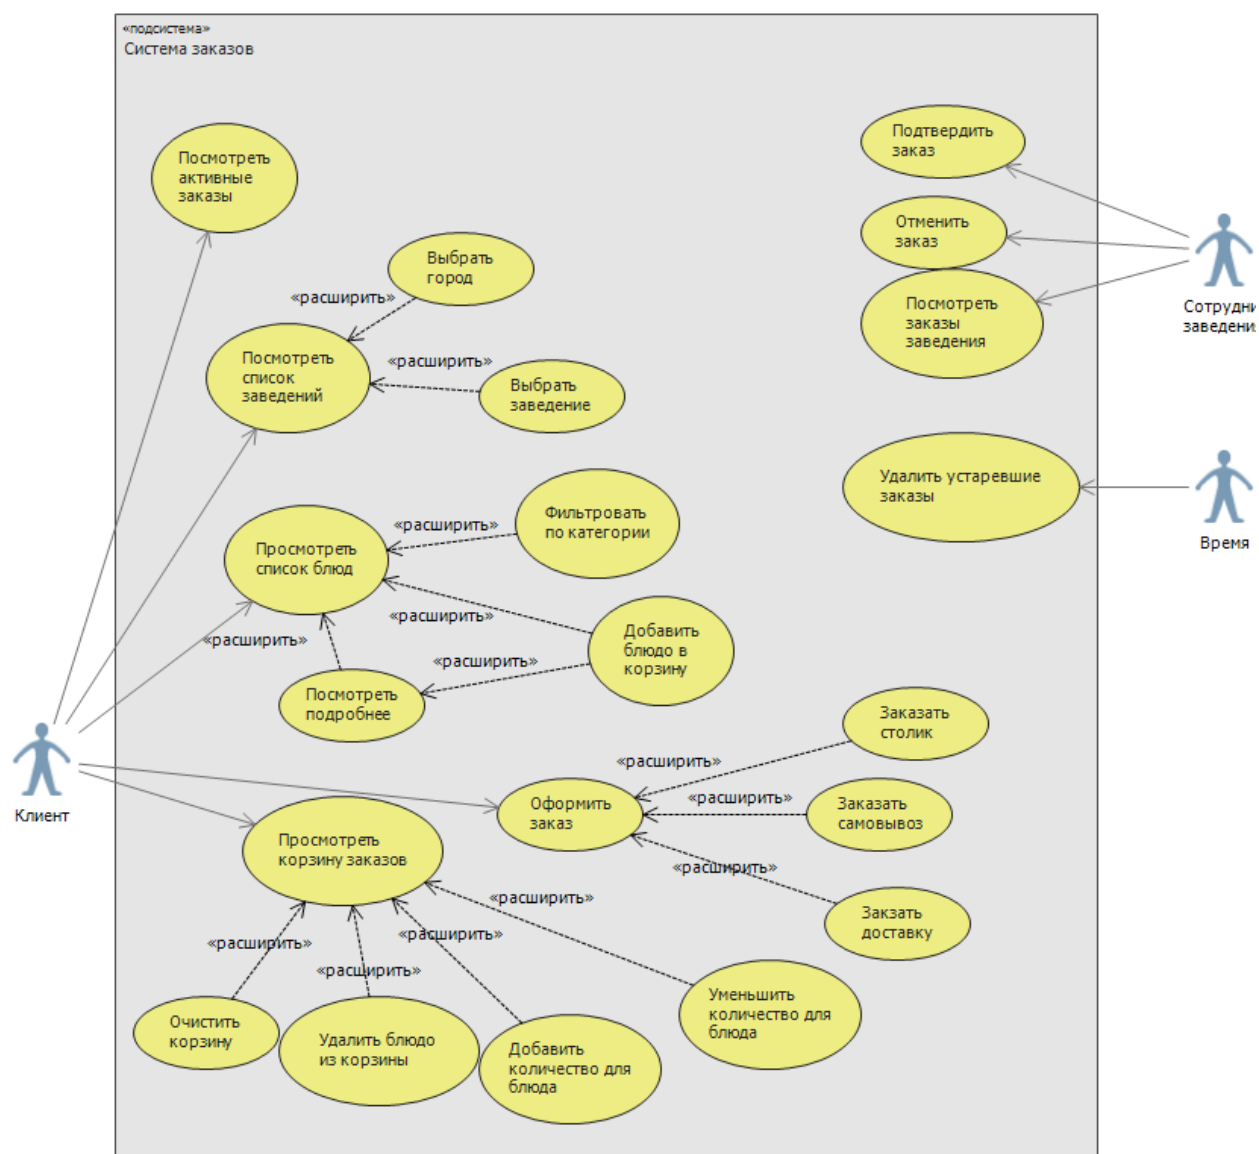 «подсистема»
Система заказов
Посмотреть
активные
заказы
Подтвердить
заказ
Отменить
заказ
Посмотреть
заказы
заведения
Сотрудни
заведени
Выбрать
город
«расширить»
Посмотреть
список
заведений
«расширить»
Выбрать
заведение
Удалить устаревшие
заказы
Время
Фильтровать
по категории
«расширить»
Просмотреть
список блюд
«расширить»
Добавить
блюдо в
корзину
«расширить»
«расширить»
Посмотреть
подробнее
Клиент
Заказать
столик
«расширить»
Оформить
заказ
«расширить»
Заказать
самовывоз
«расширить»
Закзать
доставку
Просмотреть
корзину заказов
«расширить»
«расширить»
«расширить»
«расширить»
Очистить
корзину
Удалить блюдо
из корзины
Добавить
количество для
блюда
Уменьшить
количество для
блюда